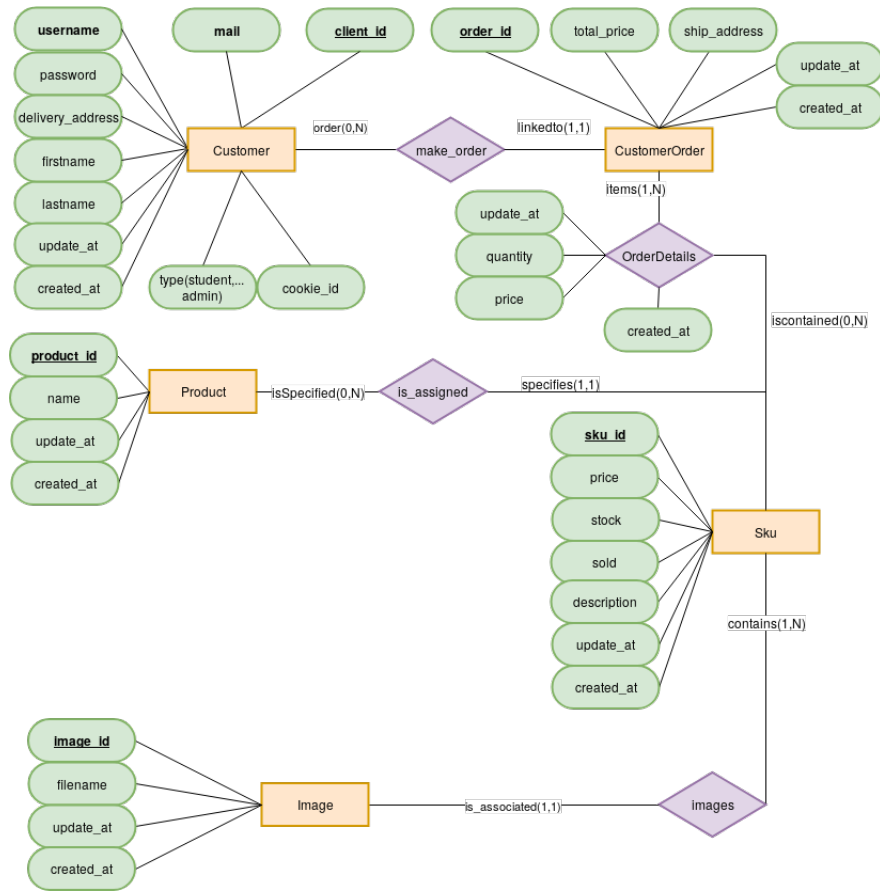 username
mail
client_id
order_id
total_price
ship_address
password
update_at
delivery_address
created_at
order(0,N)
linkedto(1,1)
Customer
make_order
CustomerOrder
firstname
items(1,N)
lastname
update_at
update_at
quantity
OrderDetails
created_at
type(student,...
admin)
cookie_id
price
iscontained(0,N)
created_at
product_id
Product
isSpecified(0,N)
is_assigned
specifies(1,1)
name
update_at
sku_id
created_at
price
stock
Sku
sold
description
contains(1,N)
update_at
created_at
image_id
filename
Image
is_associated(1,1)
images
update_at
created_at